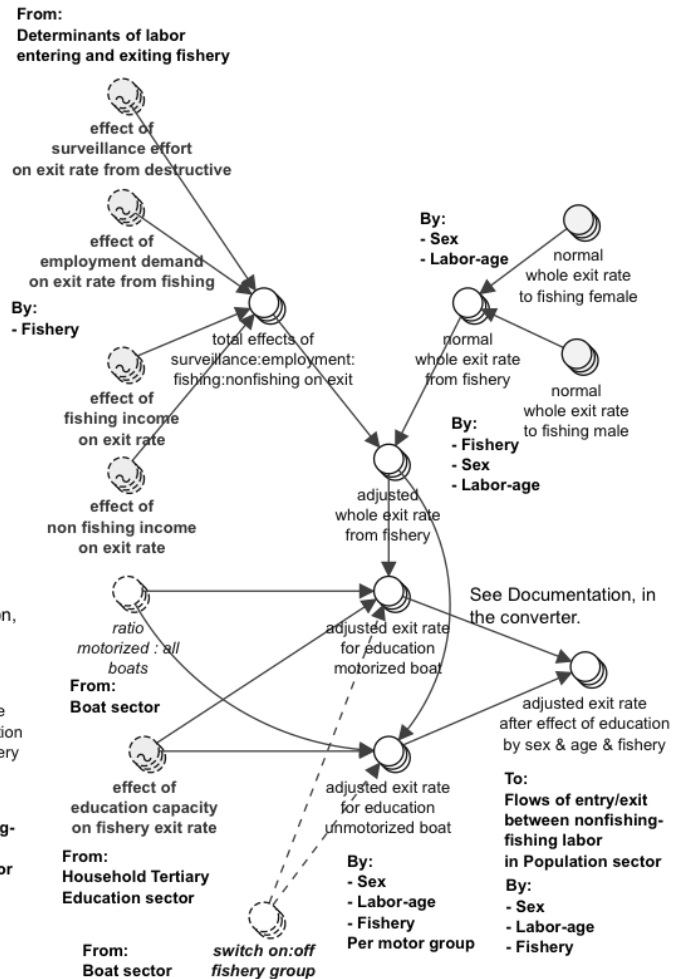 From:
Determinants of labor
entering and exiting fishery
effect of
surveillance effort
on exit rate from destructive
effect of
employment demand
on exit rate from fishing
By:
- Sex
- Labor-age
normal
whole exit rate
to fishing female
By:
- Fishery
total effects of
surveillance:employment:
fishing:nonfishing on exit
normal
whole exit rate
from fishery
effect of
fishing income
on exit rate
normal
whole exit rate
to fishing male
By:
- Fishery
- Sex
- Labor-age
effect of
non fishing income
on exit rate
adjusted
whole exit rate
from fishery
See Documentation, in
the converter.
on,
ratio
motorized : all
boats
adjusted exit rate
for education
motorized boat
From:
Boat sector
adjusted exit rate
after effect of education
by sex & age & fishery
e
tion
ery
effect of
education capacity
on fishery exit rate
adjusted exit rate
for education
unmotorized boat
To:
Flows of entry/exit
between nonfishing-
fishing labor
in Population sector
g-
or
From:
Household Tertiary
Education sector
By:
- Sex
- Labor-age
- Fishery
Per motor group
By:
- Sex
- Labor-age
- Fishery
From:
Boat sector
switch on:off
fishery group